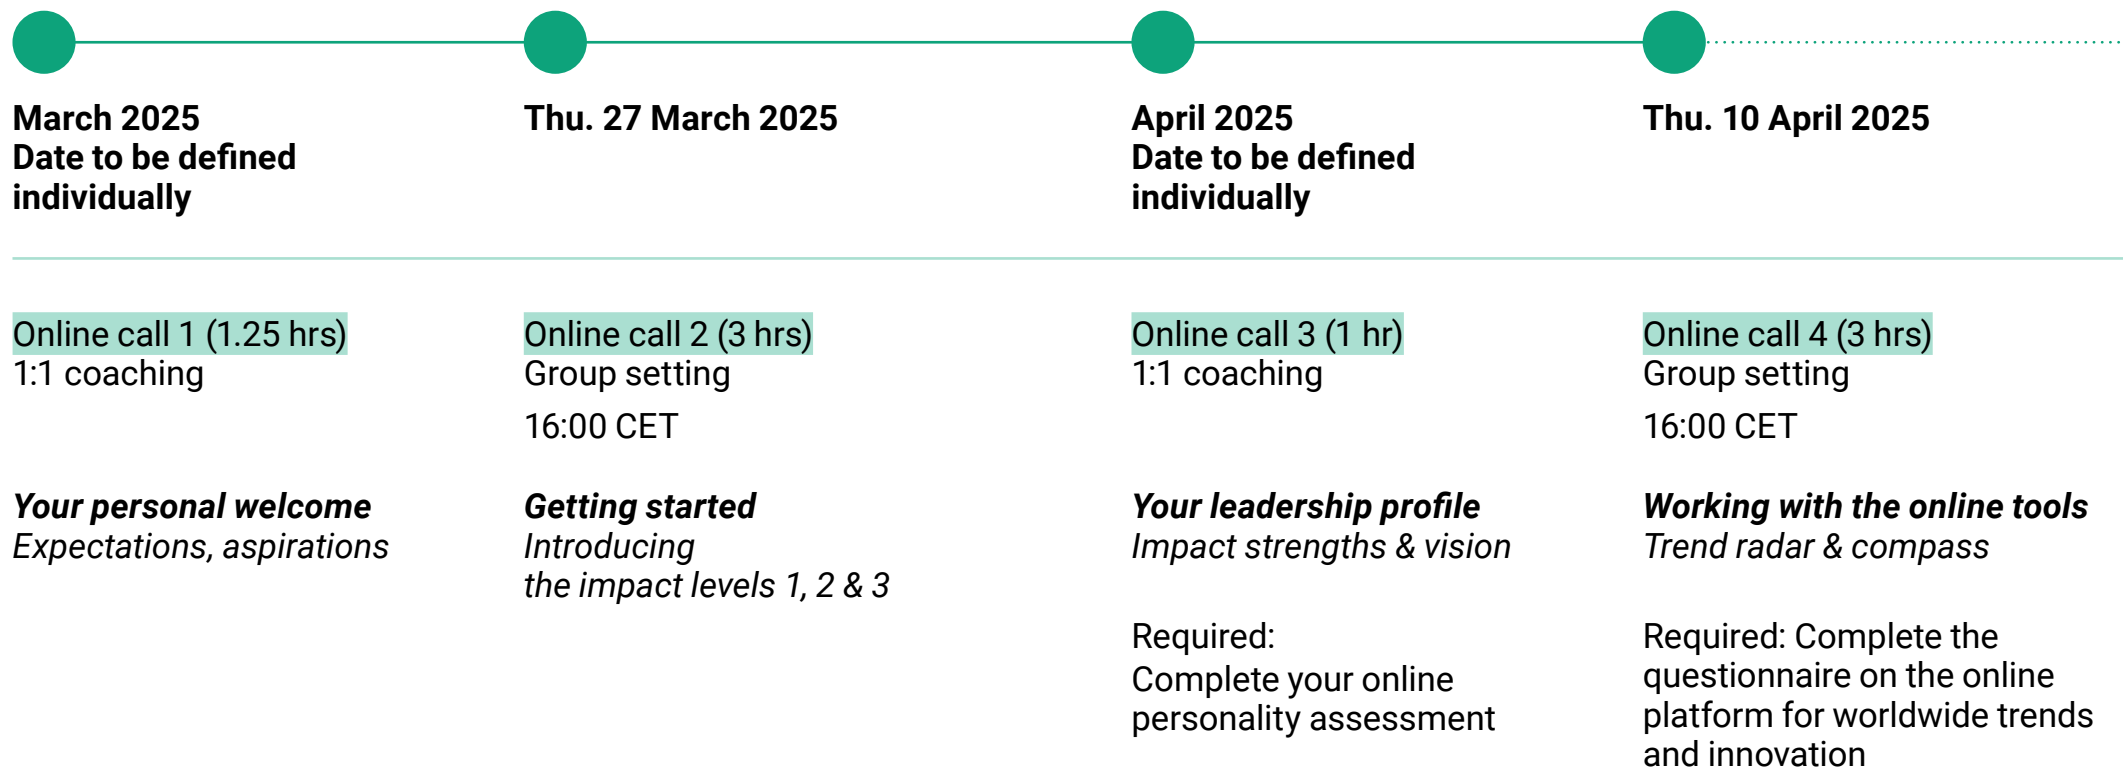 March 2025
Date to be defined
individually
Thu. 27 March 2025
April 2025
Date to be defined
individually
Thu. 10 April 2025
Online call 1 (1.25 hrs)
1:1 coaching
Your personal welcome
Expectations, aspirations
Online call 2 (3 hrs)
Group setting
16:00 CET
Getting started
Introducing
the impact levels 1, 2 & 3
Online call 3 (1 hr)
1:1 coaching
Your leadership profile
Impact strengths & vision
Required:
Complete your online
personality assessment
Online call 4 (3 hrs)
Group setting
16:00 CET
Working with the online tools
Trend radar & compass
Required: Complete the
questionnaire on the online
platform for worldwide trends
and innovation